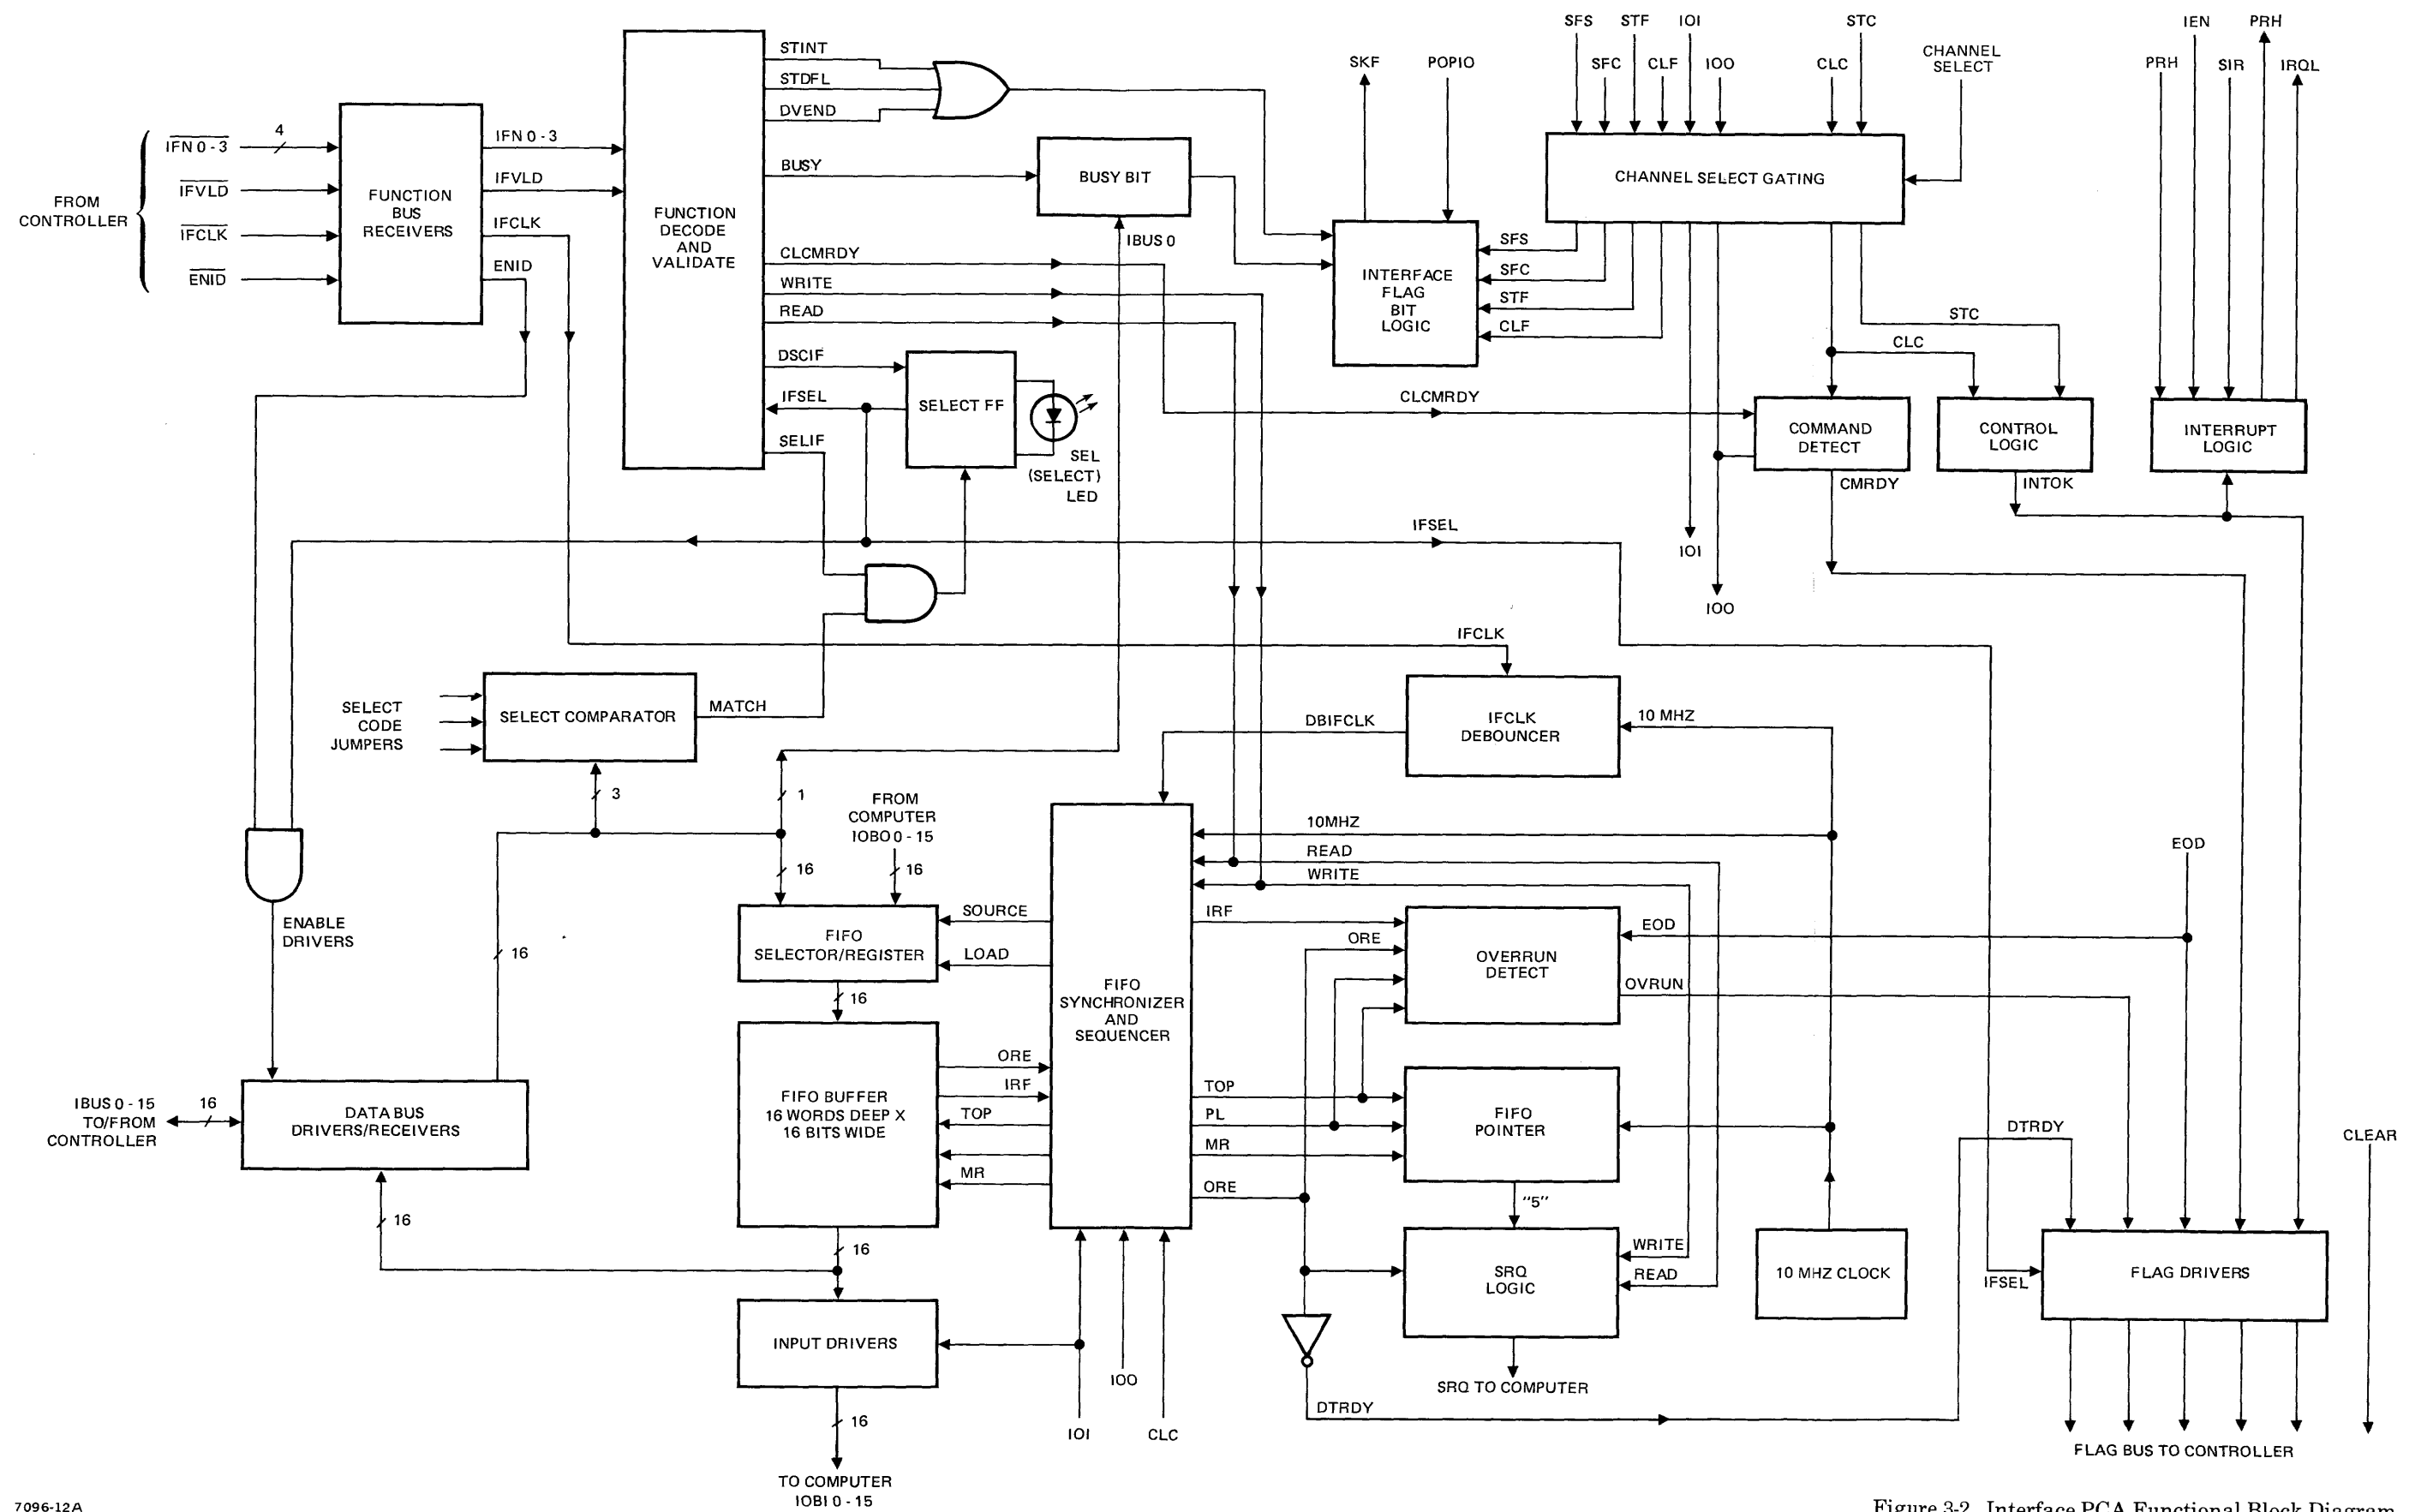 SFS STF IOI STC IEN PRH
SFC CLF IOO CLC
CHANNEL
SELECT
PRH SIR IRQL
STINT
STDFL
DVEND
SKF POPIO
4
IFN 0 - 3
IFVLD
IFCLK
ENID
FROM
CONTROLLER
FUNCTION
BUS
RECEIVERS
IFN 0 - 3
IFVLD
IFCLK
ENID
FUNCTION
DECODE
AND
VALIDATE
BUSY
BUSY BIT
IBUS 0
CHANNEL SELECT GATING
CLCMRDY
WRITE
READ
DSCIF
IFSEL
SELIF
SELECT FF
SEL
(SELECT)
LED
INTERFACE
FLAG
BIT
LOGIC
SFS
SFC
STF
CLF
STC
CLC
CLCMRDY
COMMAND
DETECT
CONTROL
LOGIC
INTERRUPT
LOGIC
CMRDY
INTOK
IFSEL
IOI
IOO
IFCLK
SELECT
CODE
JUMPERS
SELECT COMPARATOR
MATCH
DBIFCLK
IFCLK
DEBOUNCER
10 MHZ
3
1
FROM
COMPUTER
IOBO 0 - 15
16
16
10MHZ
READ
WRITE
EOD
ENABLE
DRIVERS
16
FIFO
SELECTOR/REGISTER
SOURCE
LOAD
FIFO
SYNCHRONIZER
AND
SEQUENCER
IRF
ORE
OVERRUN
DETECT
EOD
OVRUN
16
FIFO BUFFER
16 WORDS DEEP X
16 BITS WIDE
ORE
IRF
TOP
MR
TOP
PL
MR
ORE
FIFO
POINTER
"5"
IBUS 0 - 15
TO/FROM
CONTROLLER
16
DATA BUS
DRIVERS/RECEIVERS
16
16
DTRDY
CLEAR
SRQ
LOGIC
WRITE
READ
10 MHZ CLOCK
IFSEL
FLAG DRIVERS
INPUT DRIVERS
16
IOI
IOO
CLC
SRQ TO COMPUTER
DTRDY
FLAG BUS TO CONTROLLER
TO COMPUTER
IOBI 0 - 15
7096-12A
Figure 3-2. Interface PCA Functional Block Diagram